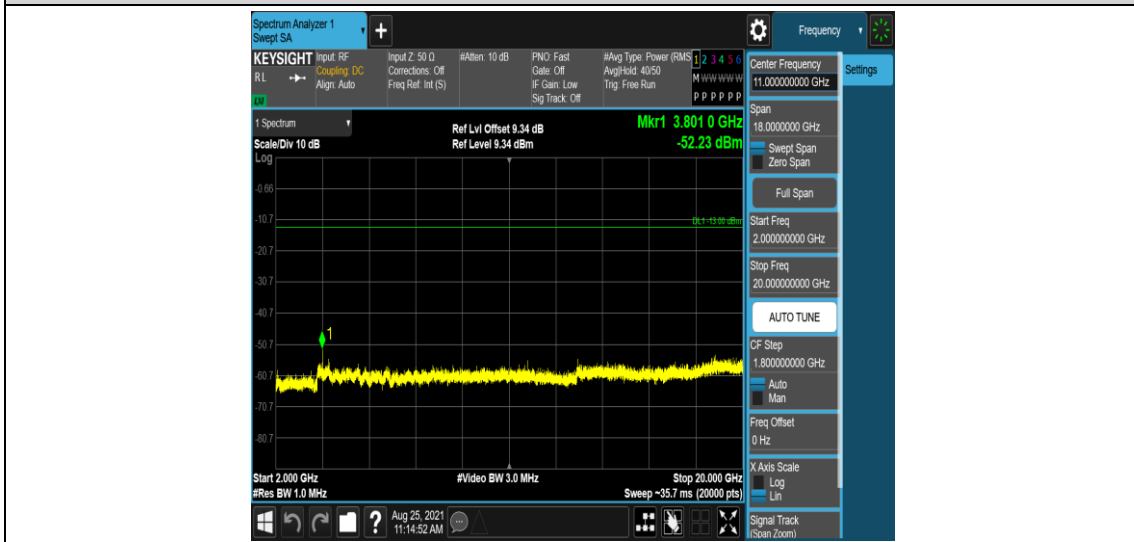 Spectrum Analyzer 1
Swept SA
+
Frequency
KEYSIGHT
RL
LXI
Input: RF
Coupling: DC
Align: Auto
Input Z: 50 Ω
Corrections: Off
Freq Ref: Int (S)
#Atten: 10 dB
PNO: Fast
Gate: Off
IF Gain: Low
Sig Track: Off
#Avg Type: Power (RMS
Avg|Hold: 40/50
Trig: Free Run
1 2 3 4 5 6
M W W W W W
P P P P P P
Center Frequency
11.000000000 GHz
Settings
Span
18.0000000 GHz
Swept Span
Zero Span
Full Span
Start Freq
2.000000000 GHz
Stop Freq
20.000000000 GHz
AUTO TUNE
CF Step
1.800000000 GHz
Auto
Man
Freq Offset
0 Hz
X Axis Scale
Log
Lin
Signal Track
(Span Zoom)
1 Spectrum
Scale/Div 10 dB
Ref Lvl Offset 9.34 dB
Ref Level 9.34 dBm
Mkr1 3.801 0 GHz
-52.23 dBm
Log
-0.66
-10.7
DL1 -13.00 dBm
-20.7
-30.7
-40.7
1
-50.7
-60.7
-70.7
-80.7
Start 2.000 GHz
#Video BW 3.0 MHz
Stop 20.000 GHz
#Res BW 1.0 MHz
Sweep ~35.7 ms (20000 pts)
?
Aug 25, 2021
11:14:52 AM